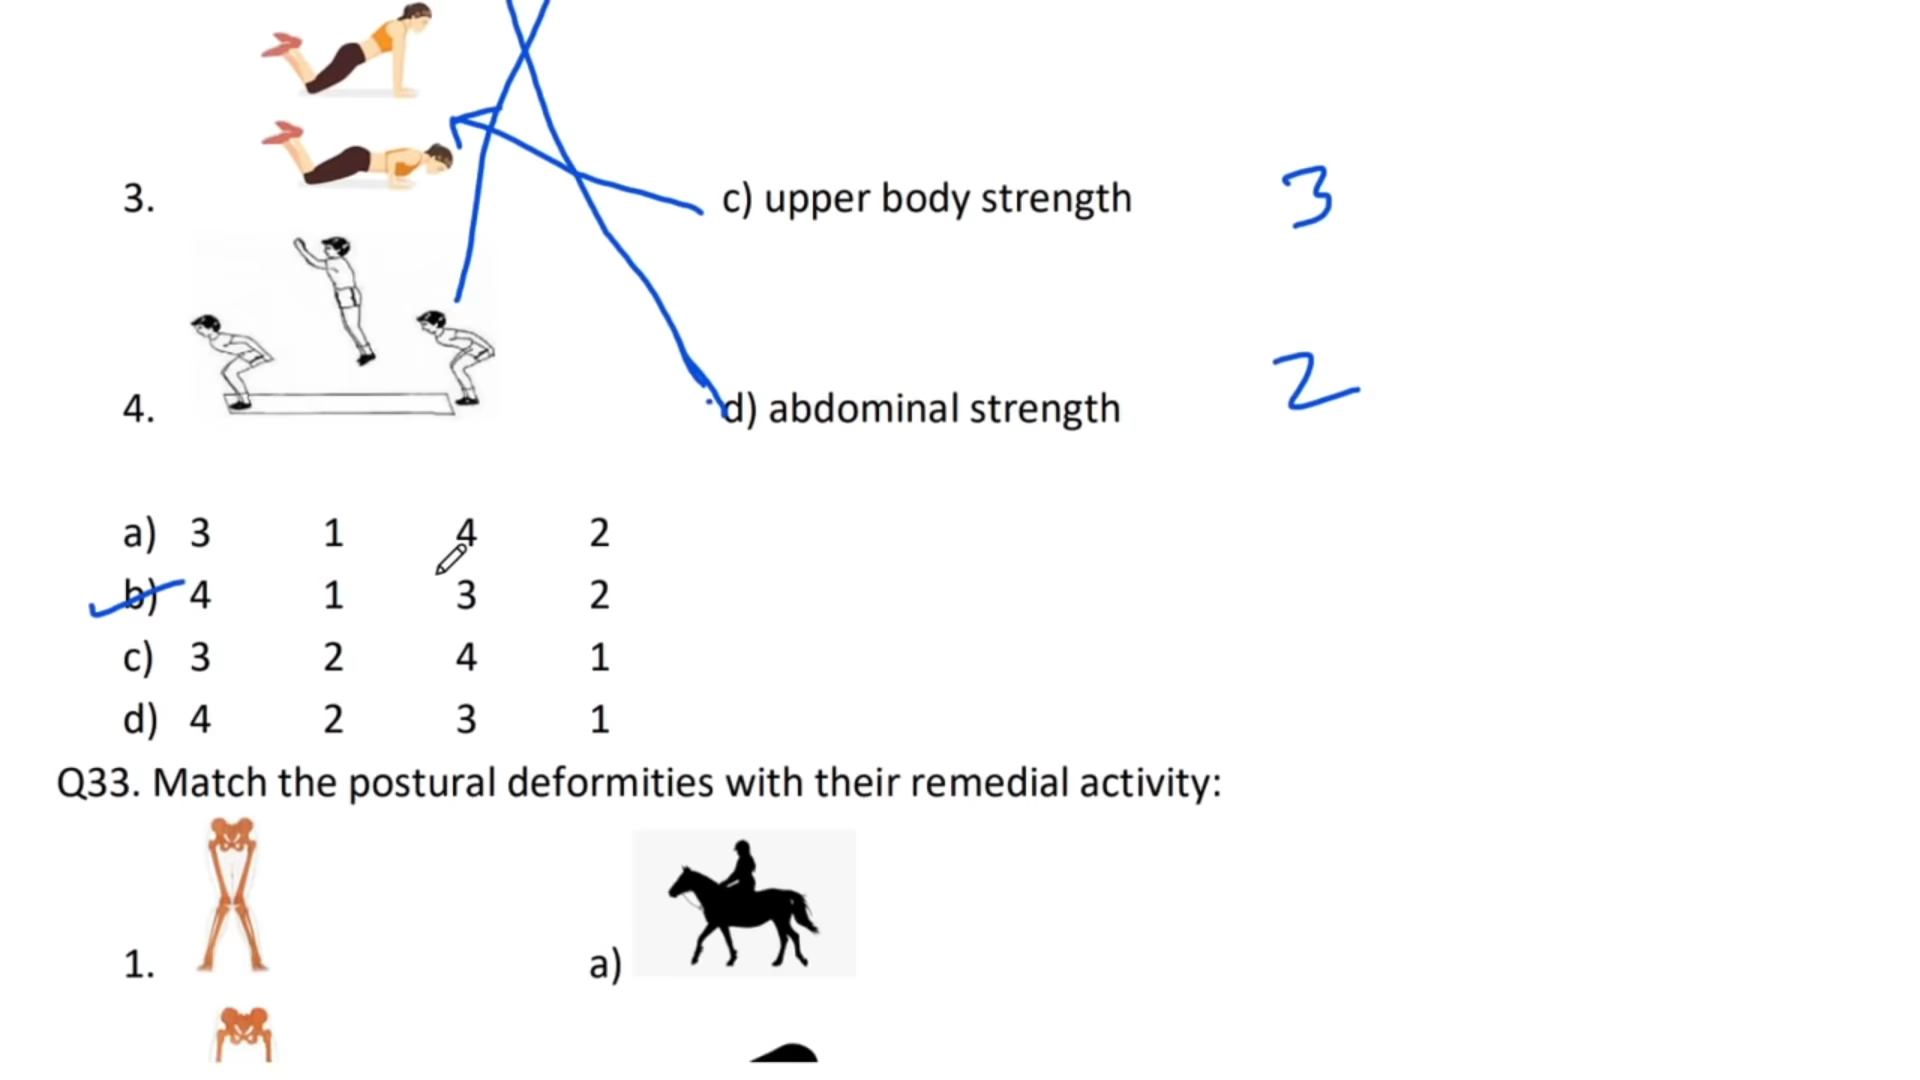 3. c) upper body strength 3
4. d) abdominal strength 2
a) 3 1 4 2
b) 4 1 3 2
c) 3 2 4 1
d) 4 2 3 1
Q33. Match the postural deformities with their remedial activity:
1. a)